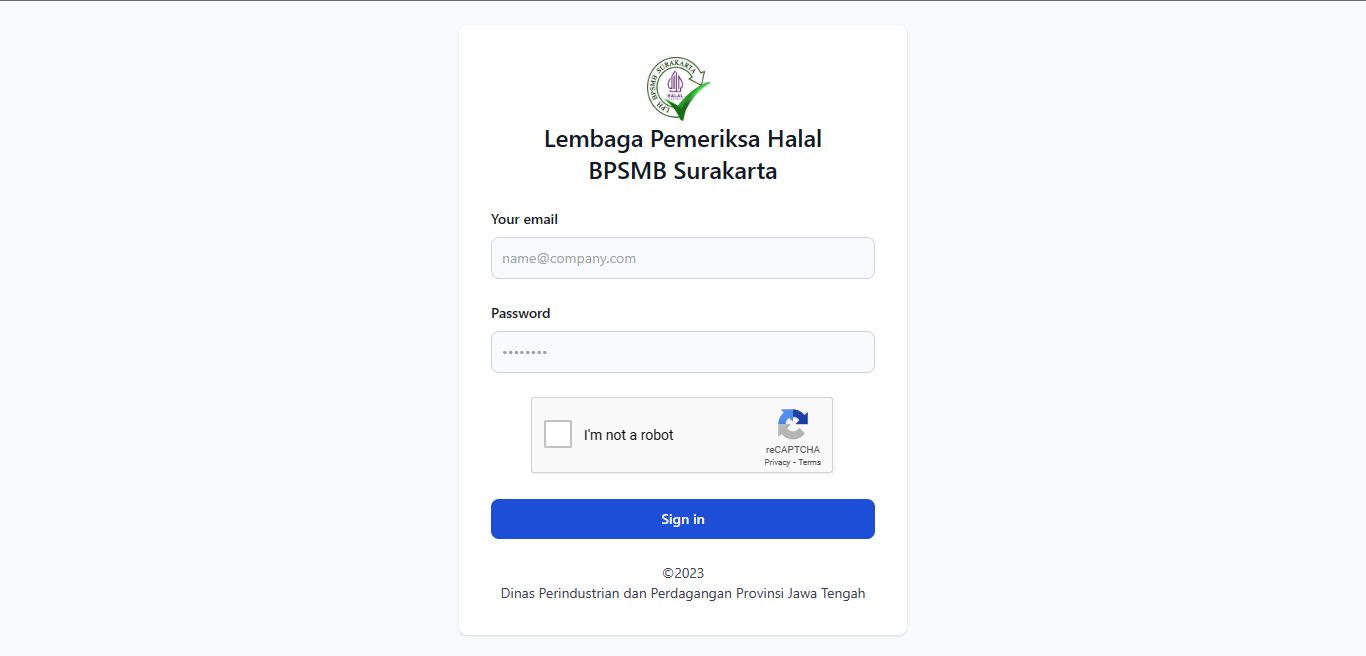 LPH BPSMB SURAKARTA
HALAL
Lembaga Pemeriksa Halal
BPSMB Surakarta
Your email
name@company.com
Password
••••••••
I'm not a robot
reCAPTCHA
Privacy - Terms
Sign in
©2023
Dinas Perindustrian dan Perdagangan Provinsi Jawa Tengah